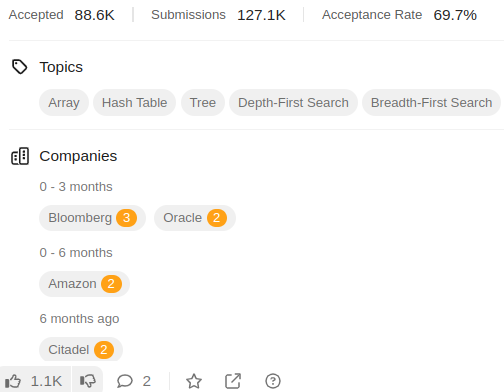 Accepted 88.6K Submissions 127.1K Acceptance Rate 69.7%
Topics
Array Hash Table Tree Depth-First Search Breadth-First Search
Companies
0 - 3 months
Bloomberg 3 Oracle 2
0 - 6 months
Amazon 2
6 months ago
Citadel 2
1.1K 2